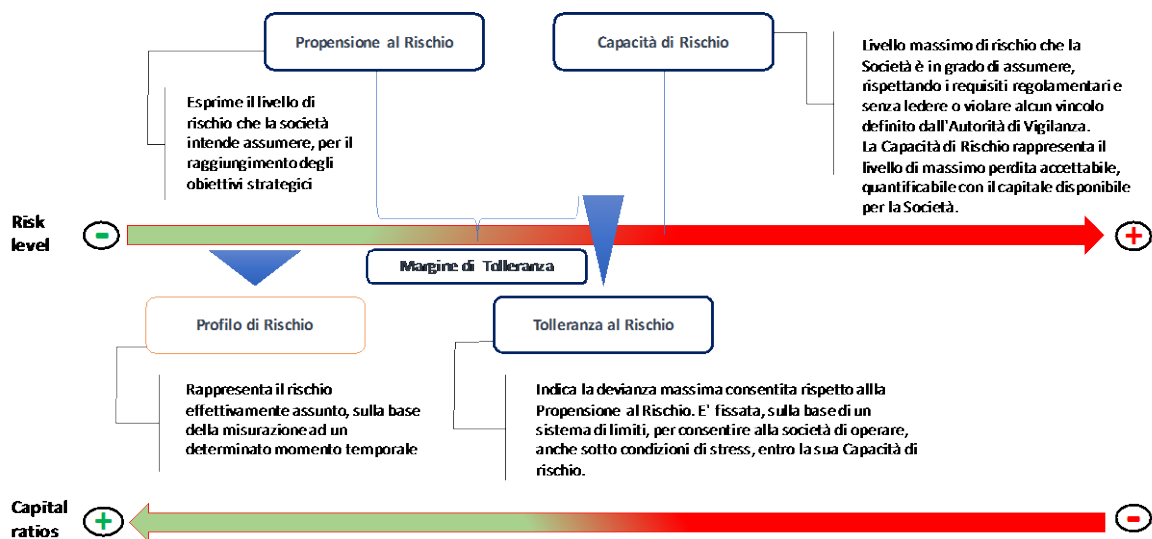 Propensione al Rischio
Capacità di Rischio
Livello massimo di rischio che la
Società è in grado di assumere,
rispettando i requisiti regolamentari e
senza ledere o violare alcun vincolo
definito dall'Autorità di Vigilanza.
La Capacità di Rischio rappresenta il
livello di massimo perdita accettabile,
quantificabile con il capitale disponibile
per la Società.
Esprime il livello di
rischio che la società
intende assumere, per il
raggiungimento degli
obiettivi strategici
Risk
level
-
+
Margine di Tolleranza
Profilo di Rischio
Tolleranza al Rischio
Rappresenta il rischio
effettivamente assunto, sulla base
della misurazione ad un
determinato momento temporale
Indica la devianza massima consentita rispetto allla
Propensione al Rischio. E' fissata, sulla base di un
sistema di limiti, per consentire alla società di operare,
anche sotto condizioni di stress, entro la sua Capacità di
rischio.
Capital
ratios
+
-